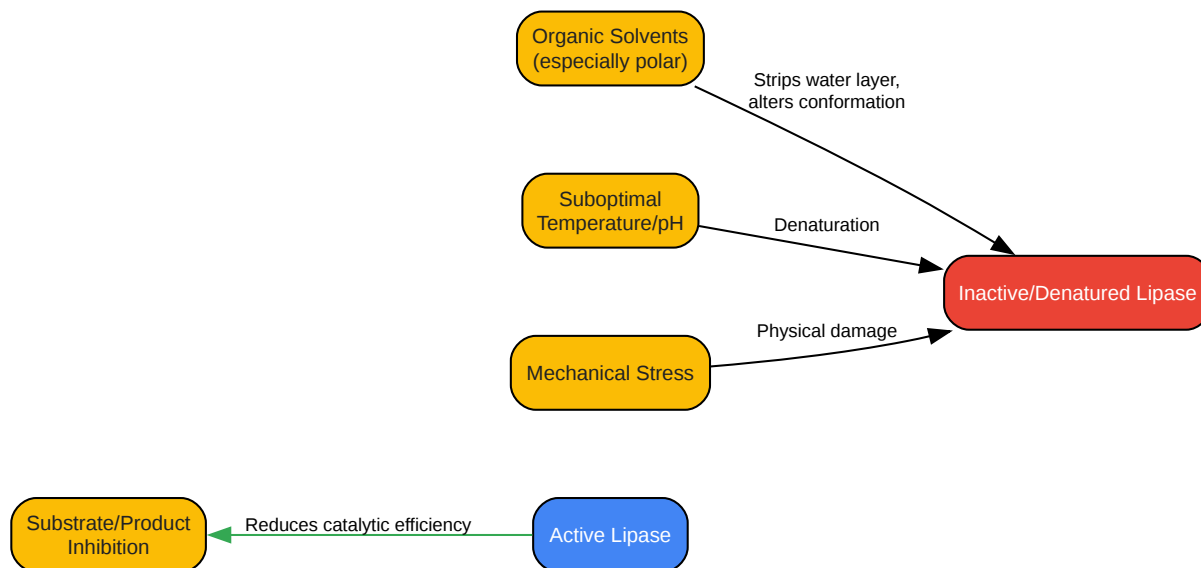 Organic Solvents
(especially polar)
Strips water layer,
alters conformation
Suboptimal
Temperature/pH
Denaturation
Inactive/Denatured Lipase
Physical damage
Mechanical Stress
Substrate/Product
Inhibition
Reduces catalytic efficiency
Active Lipase